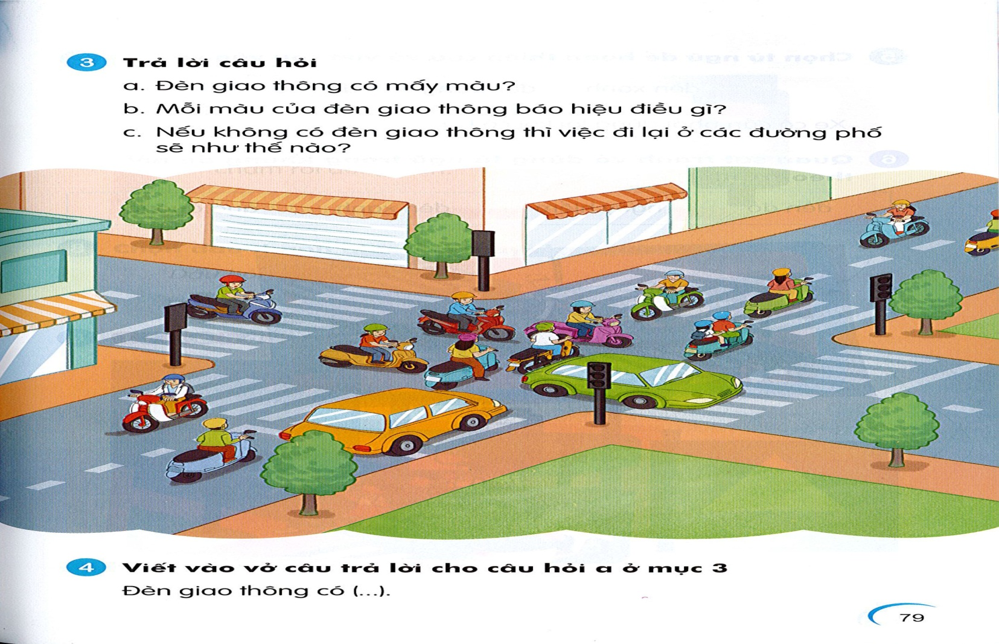 3 Trả lời câu hỏi
a. Đèn giao thông có mấy màu?
b. Mỗi màu của đèn giao thông báo hiệu điều gì?
c. Nếu không có đèn giao thông thì việc đi lại ở các đường phố
sẽ như thế nào?
4 Viết vào vở câu trả lời cho câu hỏi a ở mục 3
Đèn giao thông có (...).
79